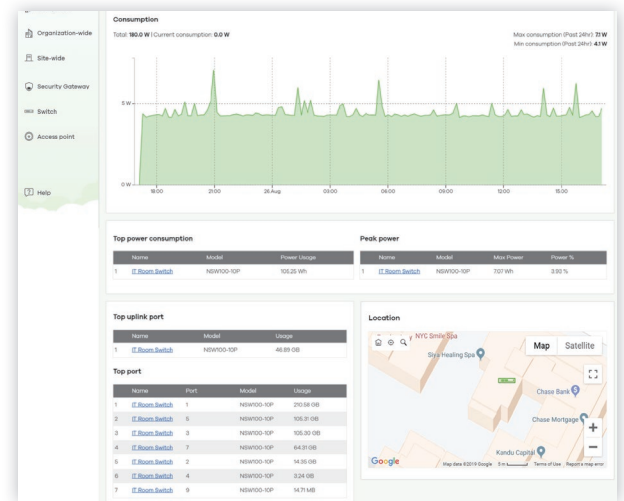 Consumption
Total: 180.0 W | Current consumption: 0.0 W
Max consumption (Past 24hr): 7.1 W
Min consumption (Past 24hr): 4.1 W
Organization-wide
Site-wide
Security Gateway
Switch
Access point
Help
5 W
0 W
18:00 21:00 26. Aug 03:00 06:00 09:00 12:00 15:00
Top power consumption
Name Model Power Usage
1 IT Room Switch NSW100-10P 105.25 Wh
Peak power
Name Model Max Power Power %
1 IT Room Switch NSW100-10P 7.07 Wh 3.93 %
Top uplink port
Name Model Usage
1 IT Room Switch NSW100-10P 48.89 GB
Top port
Name Port Model Usage
1 IT Room Switch 1 NSW100-10P 210.58 GB
2 IT Room Switch 5 NSW100-10P 105.31 GB
3 IT Room Switch 3 NSW100-10P 105.30 GB
4 IT Room Switch 7 NSW100-10P 64.31 GB
5 IT Room Switch 2 NSW100-10P 14.35 GB
6 IT Room Switch 4 NSW100-10P 3.24 GB
7 IT Room Switch 9 NSW100-10P 14.71 MB
Location
NYC Smile Spa
Map Satellite
Siva Healing Spa
Chase Bank
Chase Mortgage
Kandu Capital
Google
Map data ©2019 Google 5 m Terms of Use Report a map error